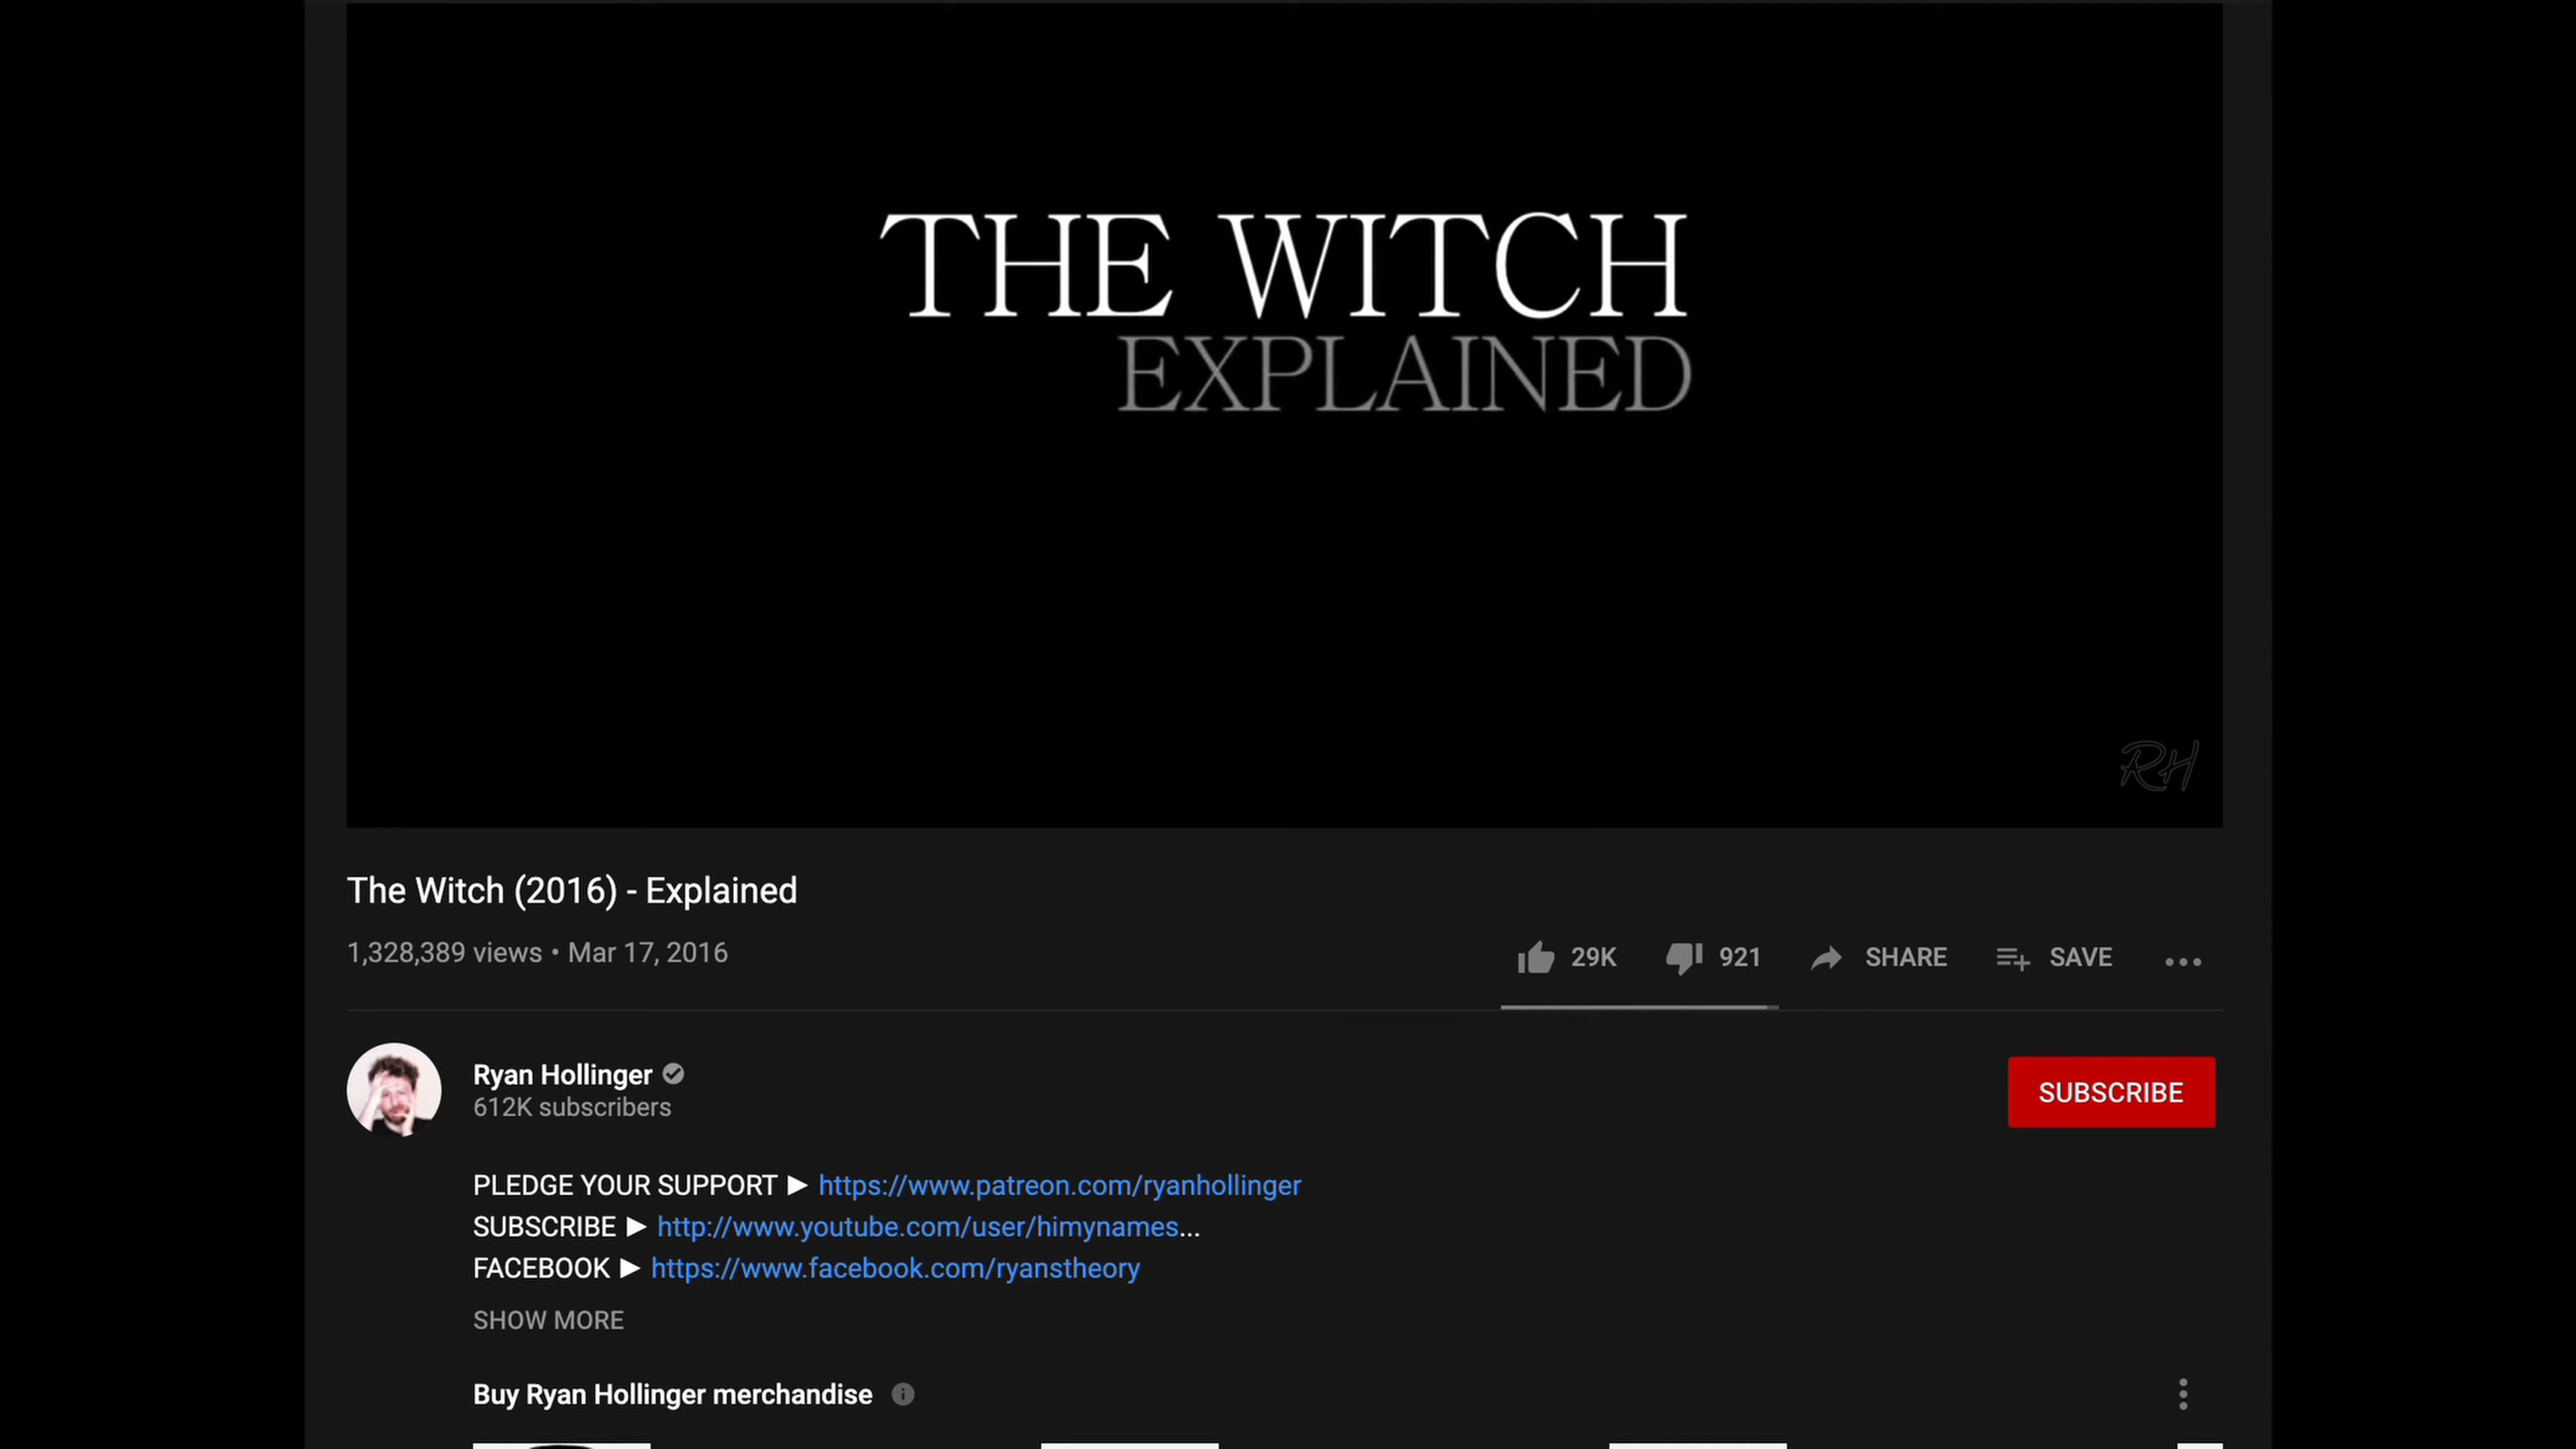 THE WITCH
EXPLAINED
RH
The Witch (2016) - Explained
1,328,389 views • Mar 17, 2016
29K 921 SHARE SAVE
Ryan Hollinger
612K subscribers
SUBSCRIBE
PLEDGE YOUR SUPPORT ► https://www.patreon.com/ryanhollinger
SUBSCRIBE ► http://www.youtube.com/user/himynames...
FACEBOOK ► https://www.facebook.com/ryanstheory
SHOW MORE
Buy Ryan Hollinger merchandise